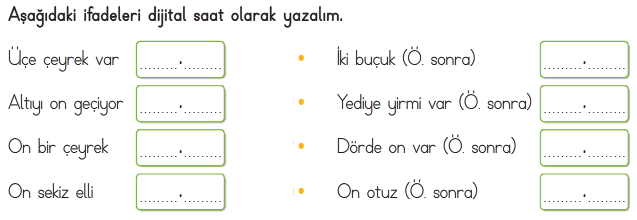 Aşağıdaki ifadeleri dijital saat olarak yazalım.
Üçe çeyrek var ........ . ........ • İki buçuk (Ö. sonra) ........ . ........
Altıyı on geçiyor ........ . ........ • Yediye yirmi var (Ö. sonra) ........ . ........
On bir çeyrek ........ . ........ • Dörde on var (Ö. sonra) ........ . ........
On sekiz elli ........ . ........ • On otuz (Ö. sonra) ........ . ........